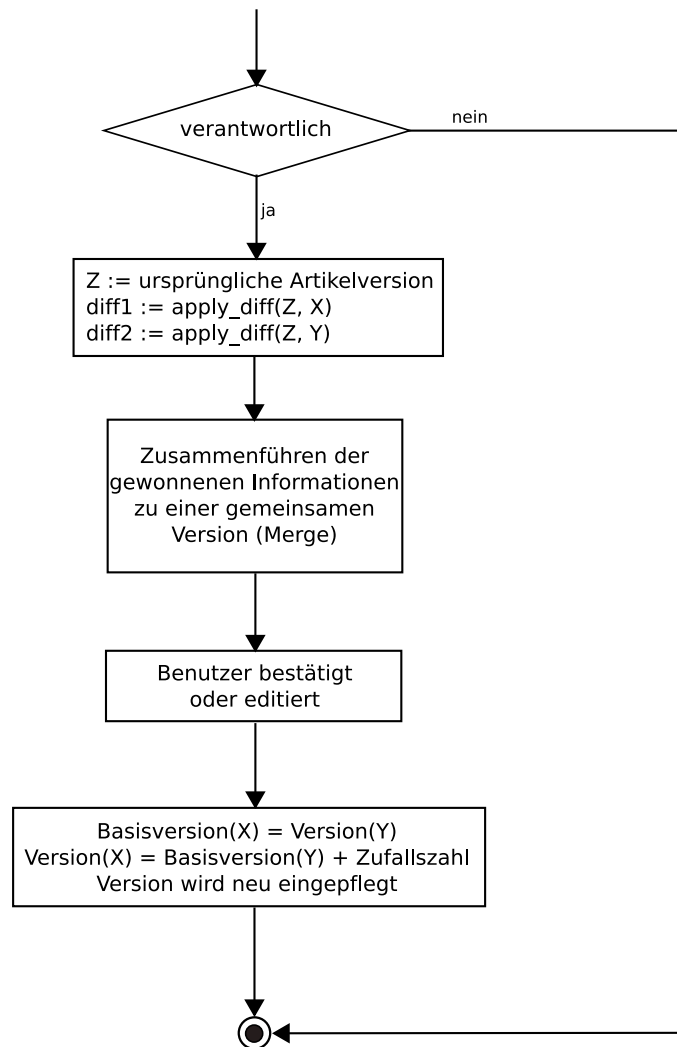 verantwortlich
nein
ja
Z := ursprüngliche Artikelversion
diff1 := apply_diff(Z, X)
diff2 := apply_diff(Z, Y)
Zusammenführen der
gewonnenen Informationen
zu einer gemeinsamen
Version (Merge)
Benutzer bestätigt
oder editiert
Basisversion(X) = Version(Y)
Version(X) = Basisversion(Y) + Zufallszahl
Version wird neu eingepflegt